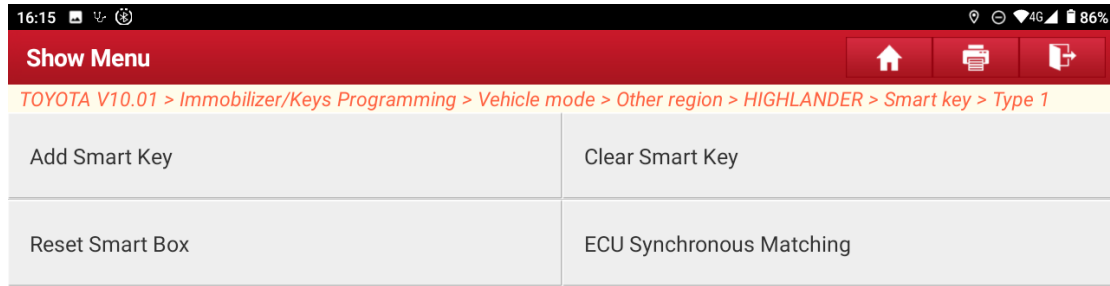 16:15 4G 86%
Show Menu
TOYOTA V10.01 > Immobilizer/Keys Programming > Vehicle mode > Other region > HIGHLANDER > Smart key > Type 1
Add Smart Key Clear Smart Key
Reset Smart Box ECU Synchronous Matching